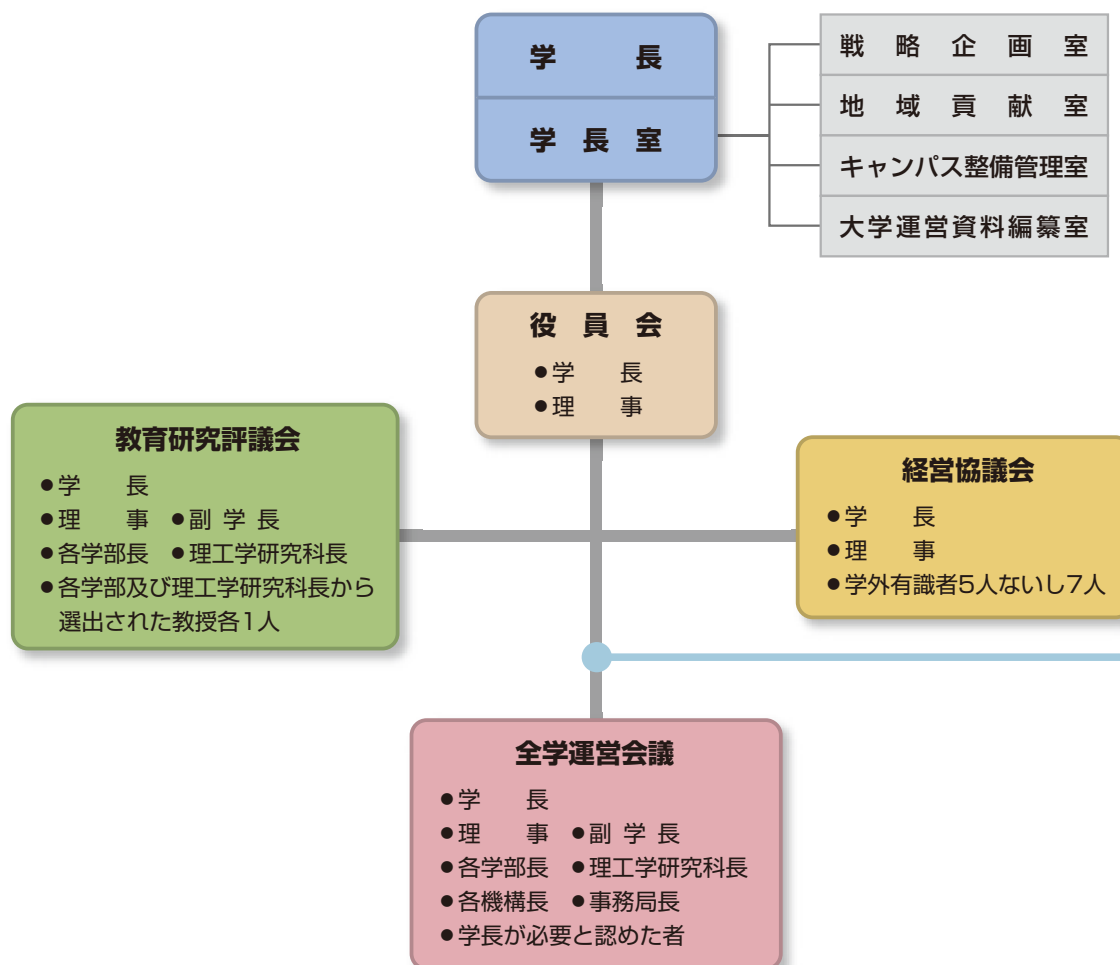 学長
学長室
戦略企画室
地域貢献室
キャンパス整備管理室
大学運営資料編纂室
役員会
●学長
●理事
教育研究評議会
●学長
●理事 ●副学長
●各学部長 ●理工学研究科長
●各学部及び理工学研究科長から
選出された教授各1人
経営協議会
●学長
●理事
●学外有識者5人ないし7人
全学運営会議
●学長
●理事 ●副学長
●各学部長 ●理工学研究科長
●各機構長 ●事務局長
●学長が必要と認めた者